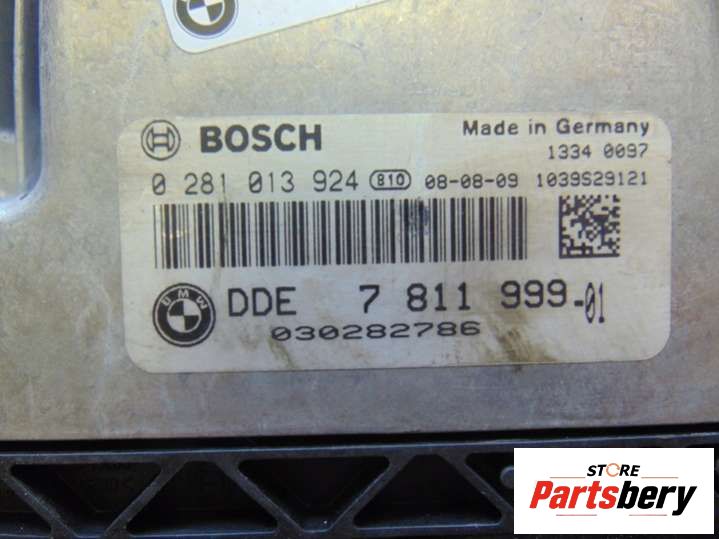 BOSCH
Made in Germany
1334 0097
0 281 013 924 810 08-08-09 1039S29121
BMW
DDE 7 811 999-01
030282786
STORE
Partsbery